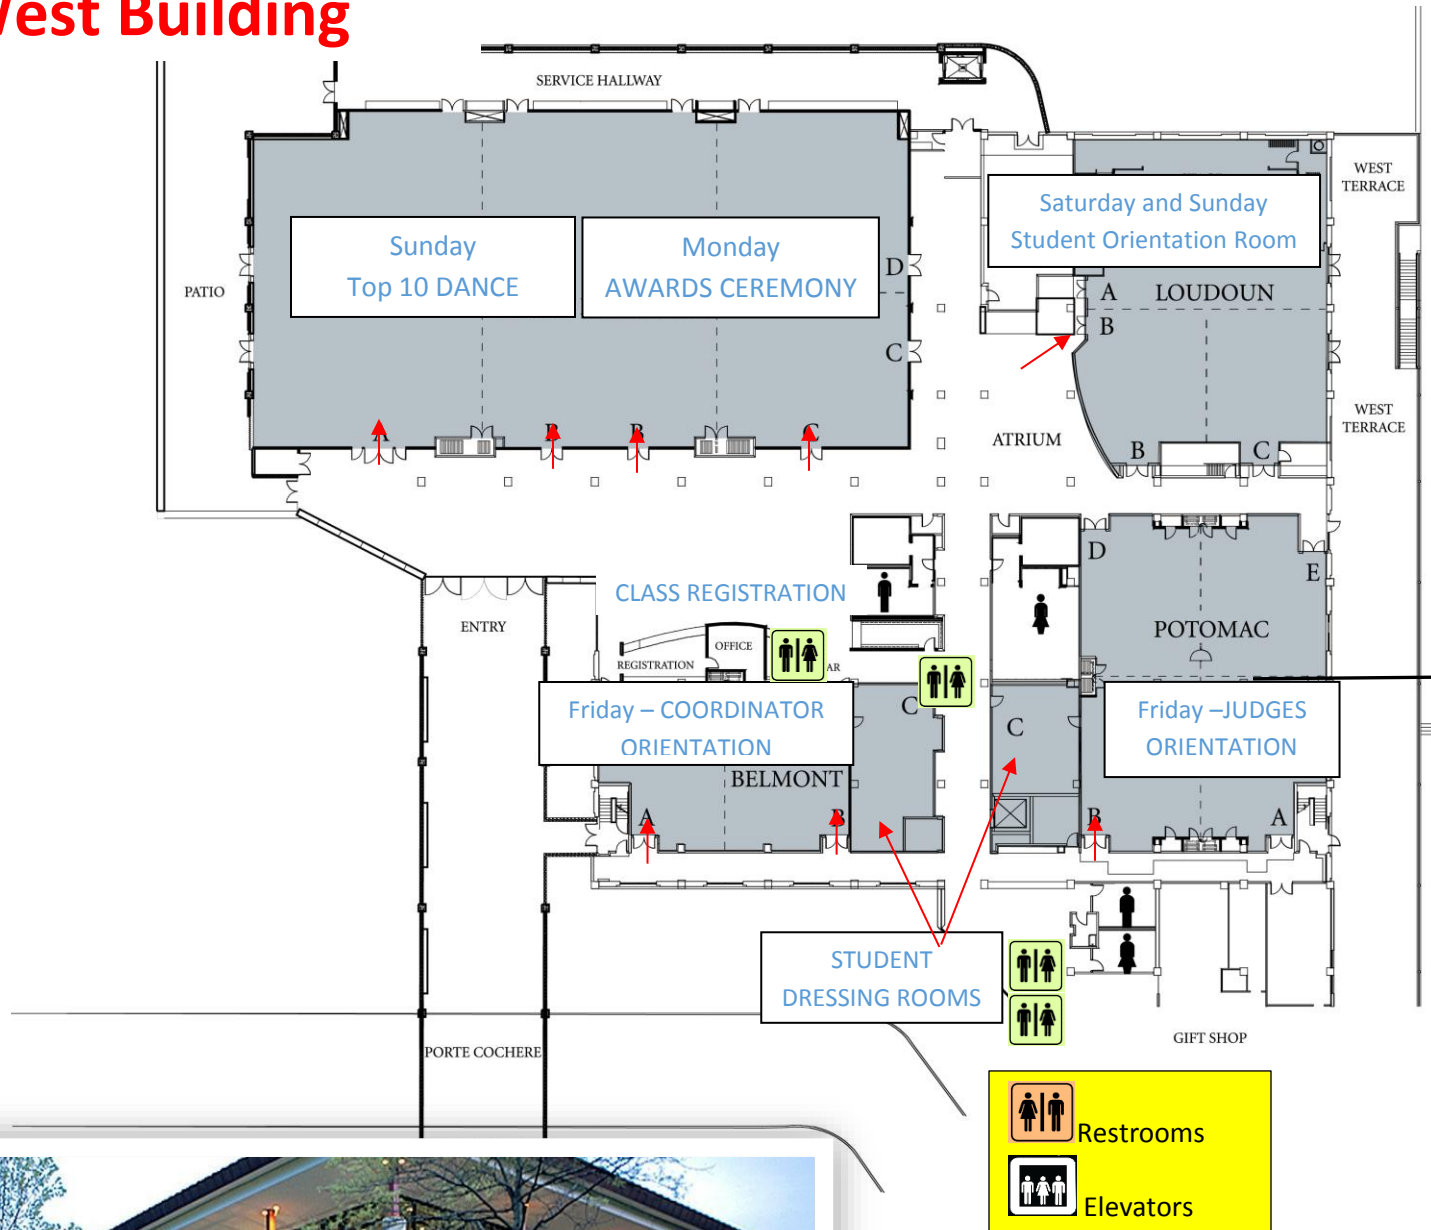 West Building
SERVICE HALLWAY
WEST
TERRACE
Saturday and Sunday
Student Orientation Room
Sunday
Top 10 DANCE
Monday
AWARDS CEREMONY
D
PATIO
A
LOUDOUN
B
C
WEST
TERRACE
A
B
B
C
ATRIUM
B
C
D
E
CLASS REGISTRATION
ENTRY
POTOMAC
OFFICE
REGISTRATION
AR
Friday – COORDINATOR
ORIENTATION
C
C
Friday –JUDGES
ORIENTATION
BELMONT
A
B
B
A
STUDENT
DRESSING ROOMS
GIFT SHOP
PORTE COCHERE
Restrooms
Elevators